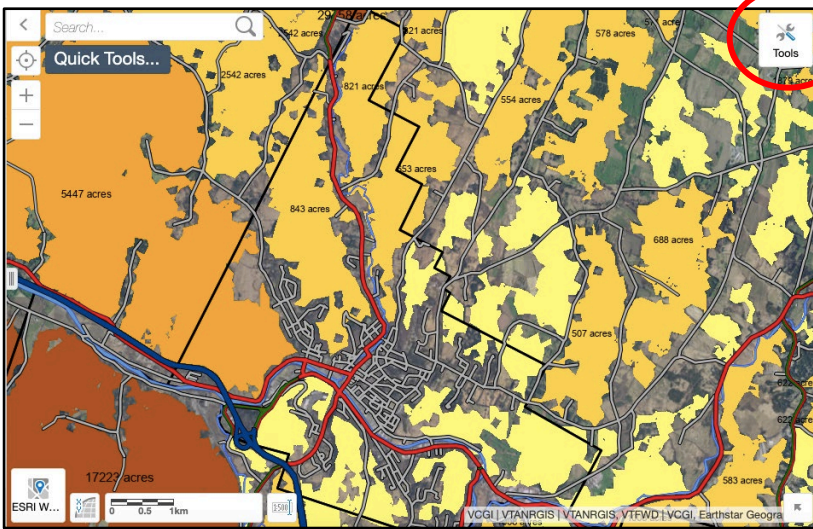 Search...
Quick Tools...
Tools
542 acres
821 acres
578 acres
2542 acres
821 acres
554 acres
553 acres
5447 acres
843 acres
688 acres
507 acres
17223 acres
583 acres
ESRI W...
0 0.5 1km
VCGI | VTANRGIS | VTANRGIS, VTFWD | VCGI, Earthstar Geogra